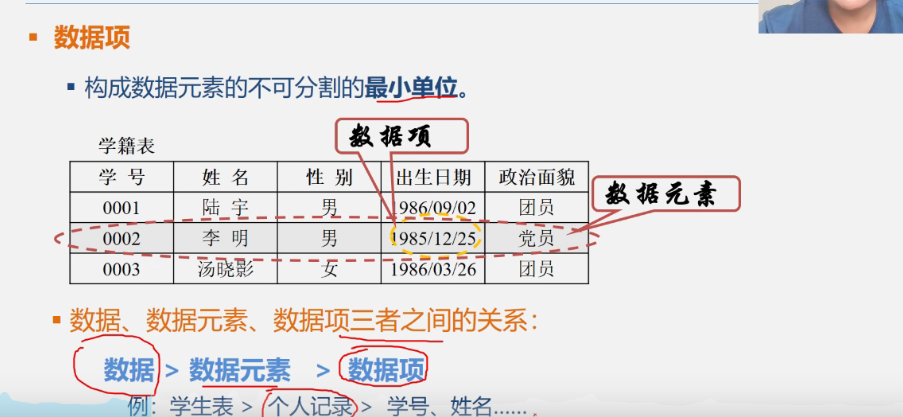 数据项
构成数据元素的不可分割的最小单位。
数据項
学籍表
学 号 姓 名 性 别 出生日期 政治面貌
数据元素
0001 陆 宇 男 1986/09/02 团员
0002 李 明 男 1985/12/25 党员
0003 汤晓影 女 1986/03/26 团员
数据、数据元素、数据项三者之间的关系：
数据 > 数据元素 > 数据项
例：学生表 > 个人记录 > 学号、姓名……